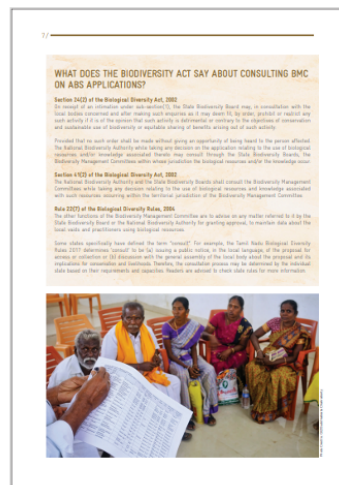 7/
WHAT DOES THE BIODIVERSITY ACT SAY ABOUT CONSULTING BMC
ON ABS APPLICATIONS?
Section 24(2) of the Biological Diversity Act, 2002
On receipt of an intimation under sub-section(1), the State Biodiversity Board may, in consultation with
the local bodies concerned and after making such enquiries as it may deem fit, by order, prohibit or restrict any
such activity if it is of the opinion that such activity is detrimental or contrary to the objectives of conservation
and sustainable use of biodiversity or equitable sharing of benefits arising out of such activity.
Provided that no such order shall be made without giving an opportunity of being heard to the person affected.
The National Biodiversity Authority while taking any decision on the application relating to the use of biological
resources and/or knowledge associated thereto may consult through the State Biodiversity Boards, the
Biodiversity Management Committees within whose jurisdiction the biological resources and/or the knowledge occur
Section 41(2) of the Biological Diversity Act, 2002
The National Biodiversity Authority and the State Biodiversity Boards shall consult the Biodiversity Management
Committees while taking any decision relating to the use of biological resources and knowledge associated
with such resources occurring within the territorial jurisdiction of the Biodiversity Management Committee.
Rule 22(7) of the Biological Diversity Rules, 2004
The other functions of the Biodiversity Management Committee are to advise on any matter referred to it by the
State Biodiversity Board or the National Biodiversity Authority for granting approval, to maintain data about the
local vaids and practitioners using biological resources.
Some states specifically have defined the term "consult". For example, the Tamil Nadu Biological Diversity
Rules 2017 determines 'consult' to be (a) issuing a public notice, in the local language, of the proposal for
access or collection or (b) discussion with the general assembly of the local body about the proposal and its
implications for conservation and livelihoods. Therefore, the consultation process may be determined by the individual
state based on their requirements and capacities. Readers are advised to check state rules for more information.